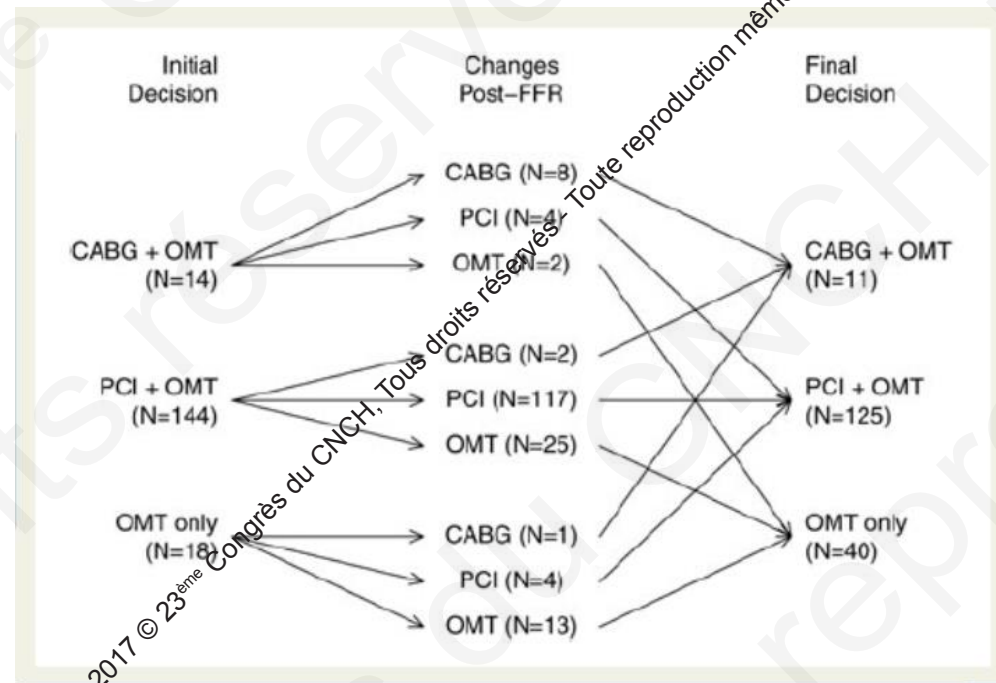 Initial
Decision
Changes
Post–FFR
Final
Decision
CABG + OMT
(N=14)
CABG (N=8)
PCI (N=4)
OMT (N=2)
CABG + OMT
(N=11)
PCI + OMT
(N=144)
CABG (N=2)
PCI (N=117)
OMT (N=25)
PCI + OMT
(N=125)
OMT only
(N=18)
CABG (N=1)
PCI (N=4)
OMT (N=13)
OMT only
(N=40)
2017 © 23ème Congrès du CNCH, Tous droits réservés - Toute reproduction même